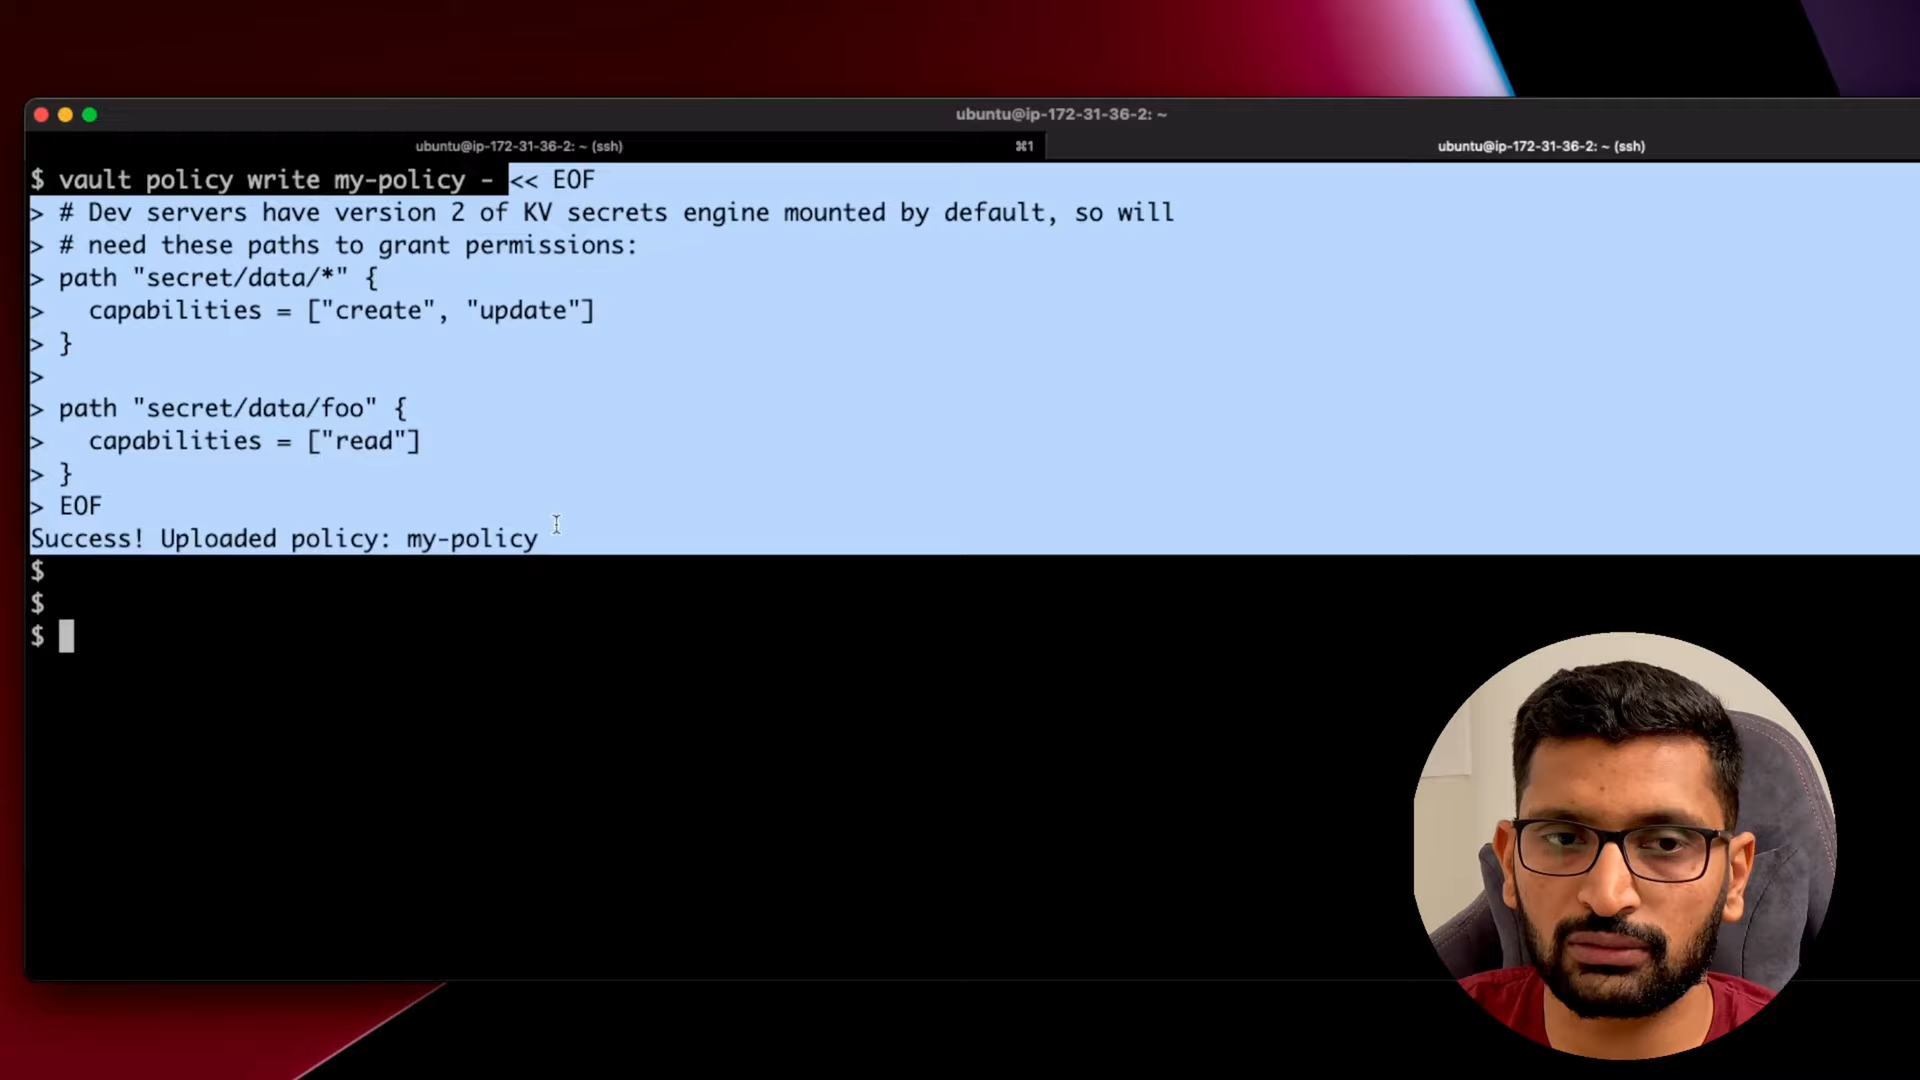 ubuntu@ip-172-31-36-2: ~
ubuntu@ip-172-31-36-2: ~ (ssh)
⌘1
ubuntu@ip-172-31-36-2: ~ (ssh)
$ vault policy write my-policy - << EOF
> # Dev servers have version 2 of KV secrets engine mounted by default, so will
> # need these paths to grant permissions:
> path "secret/data/*" {
>   capabilities = ["create", "update"]
> }
>
> path "secret/data/foo" {
>   capabilities = ["read"]
> }
> EOF
Success! Uploaded policy: my-policy
$
$
$